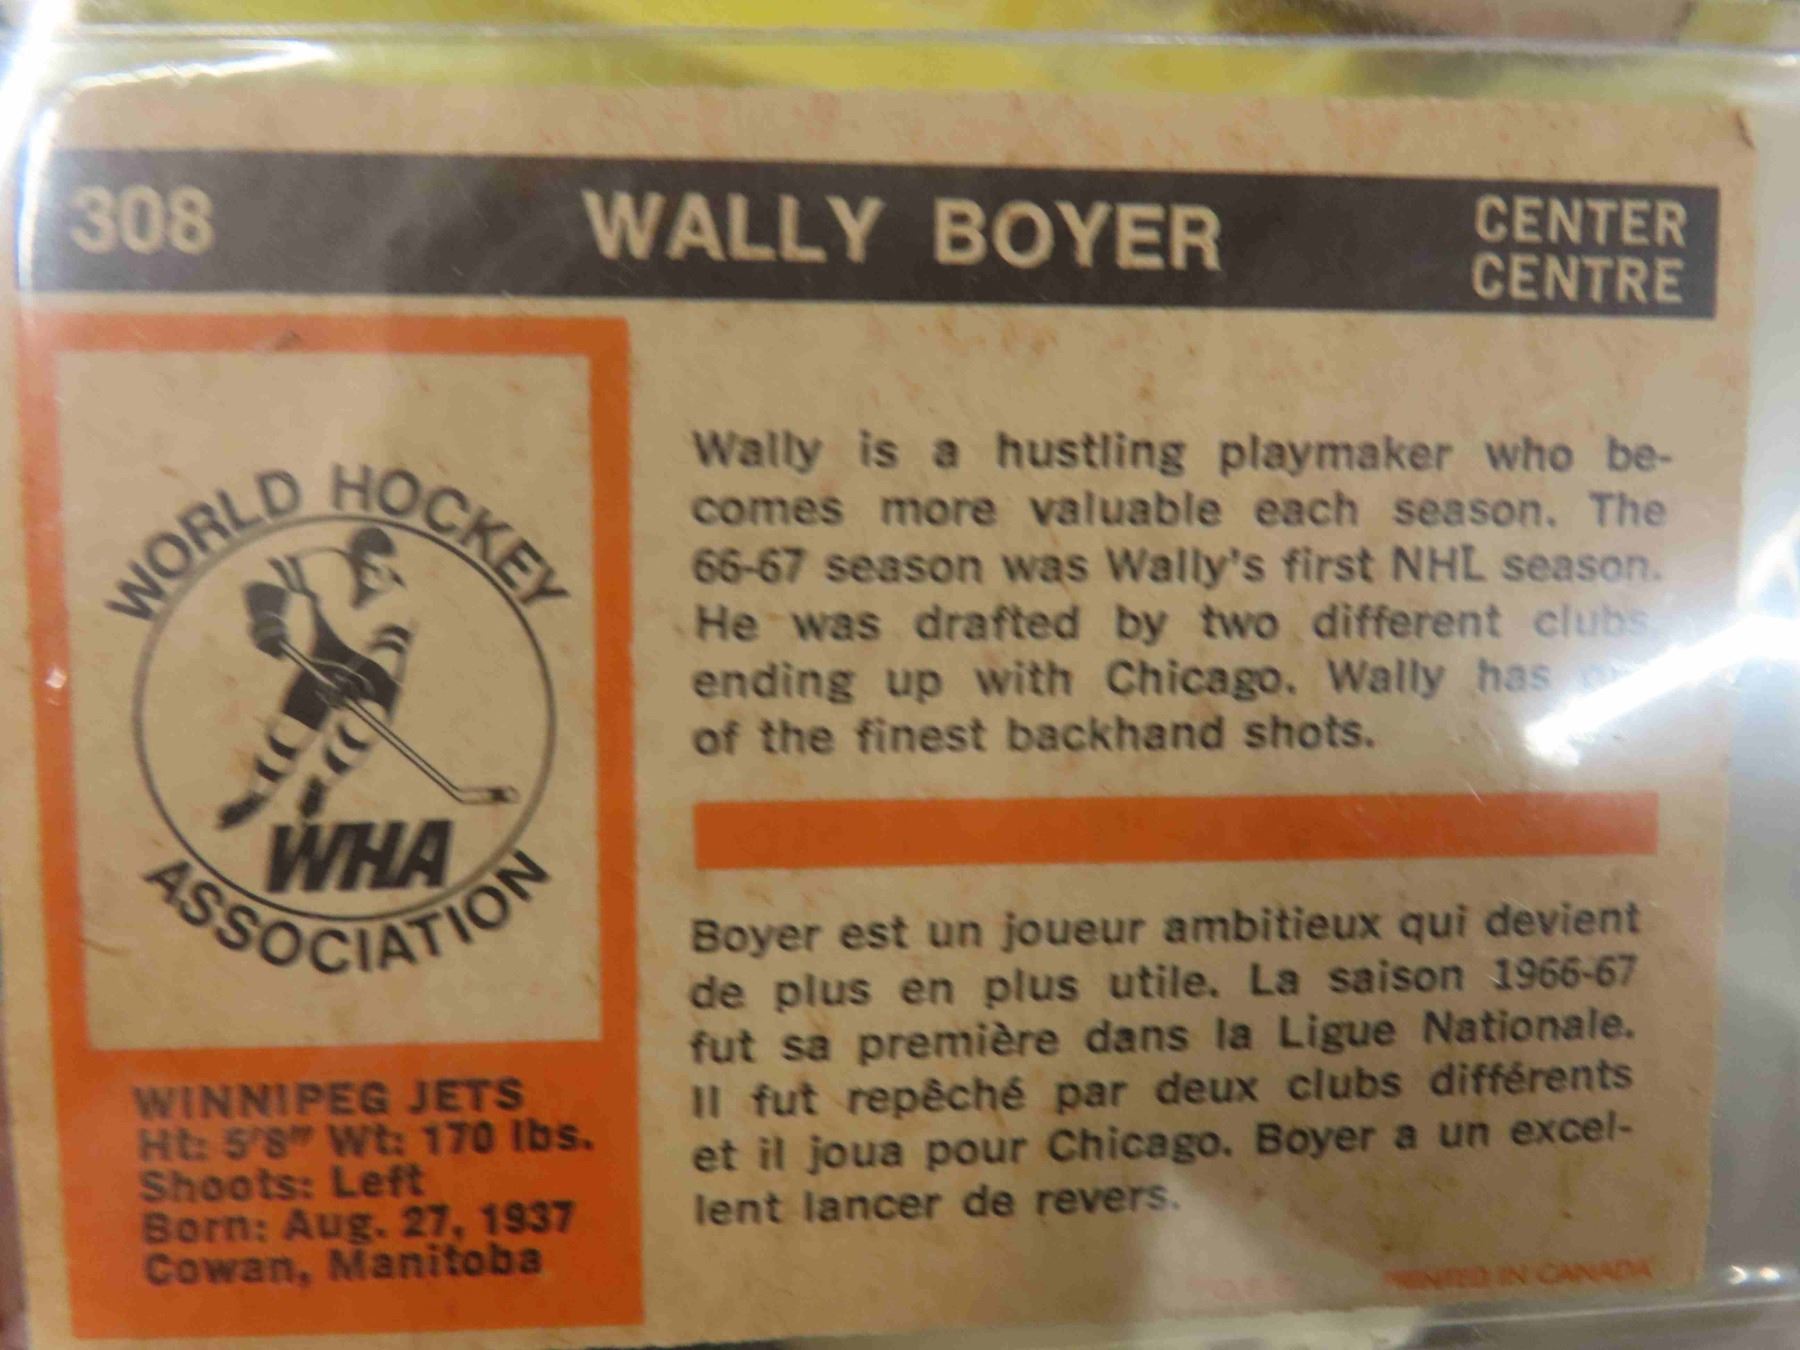 308
WALLY BOYER
CENTER
CENTRE
WORLD HOCKEY
WHA
ASSOCIATION
WINNIPEG JETS
Ht: 5'8" Wt: 170 lbs.
Shoots: Left
Born: Aug. 27, 1937
Cowan, Manitoba
Wally is a hustling playmaker who be-
comes more valuable each season. The
66-67 season was Wally's first NHL season.
He was drafted by two different clubs,
ending up with Chicago. Wally has
of the finest backhand shots.
Boyer est un joueur ambitieux qui devient
de plus en plus utile. La saison 1966-67
fut sa première dans la Ligue Nationale.
Il fut repêché par deux clubs différents
et il joua pour Chicago. Boyer a un excel-
lent lancer de revers.
PRINTED IN CANADA